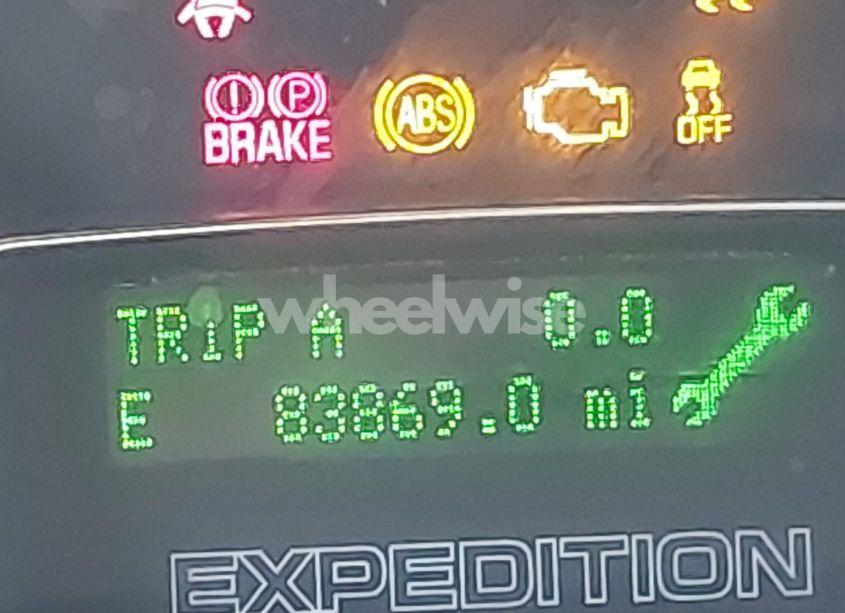 P
BRAKE
ABS
OFF
TRiP A 0.0
wheelwise
E 83869.0 mi
EXPEDITION